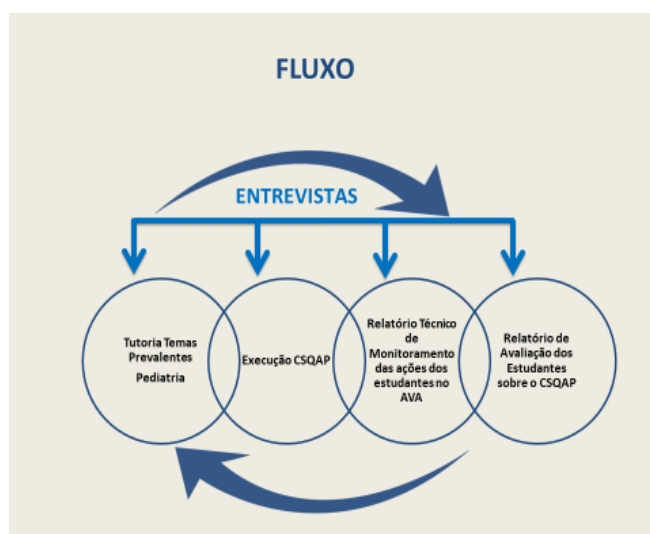 FLUXO
ENTREVISTAS
Tutoria Temas
Prevalentes
Pediatria
Execução CSQAP
Relatório Técnico
de
Monitoramento
das ações dos
estudantes no
AVA
Relatório de
Avaliação dos
Estudantes
sobre o CSQAP